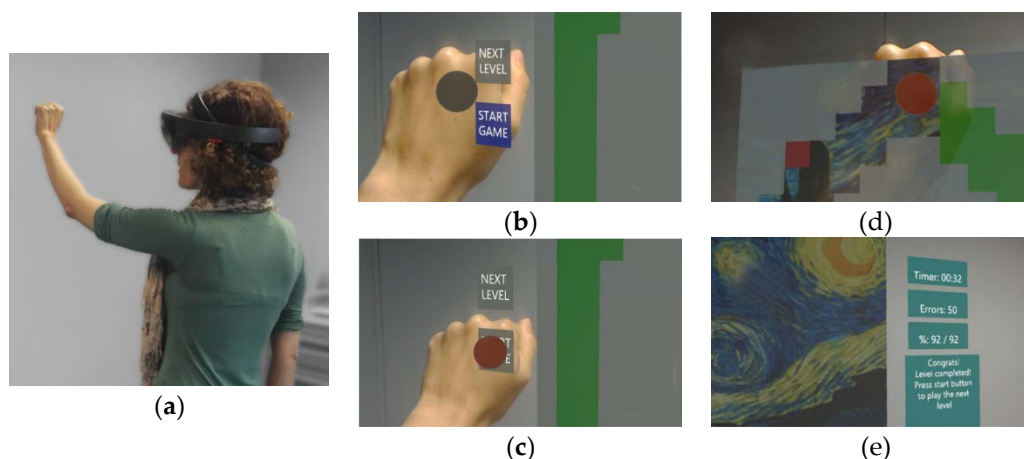 NEXT
LEVEL
START
GAME
(b)
(d)
NEXT
LEVEL
(c)
(a)
Timer: 00:32
Errors: 50
%: 92 / 92
Congrats!
Level completed!
Press start button
to play the next
level
(e)